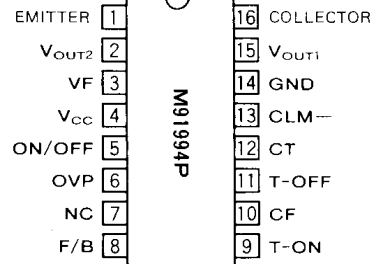 EMITTER 1 16 COLLECTOR
VOUT2 2 15 VOUT1
VF 3 14 GND
VCC 4 13 CLM−
ON/OFF 5 12 CT
OVP 6 11 T-OFF
NC 7 10 CF
F/B 8 9 T-ON
M91994P